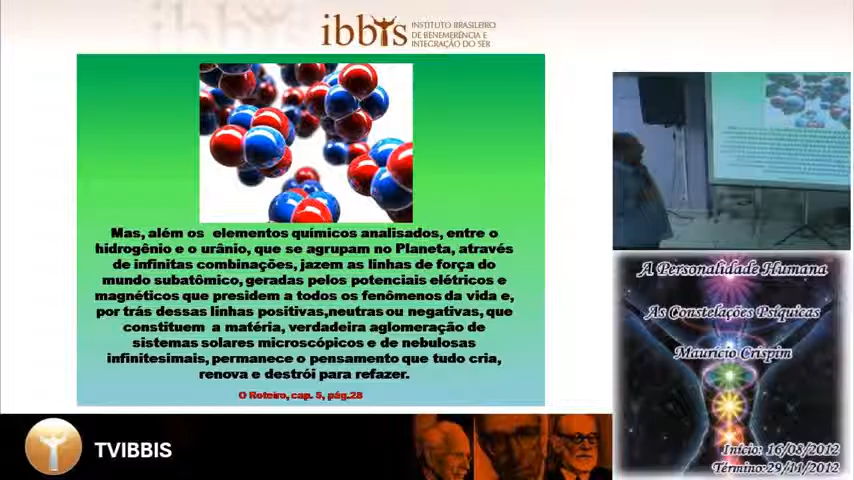 ibbis
INSTITUTO BRASILEIRO
DE BENEMERÊNCIA E
INTEGRAÇÃO DO SER
Mas, além os elementos químicos analisados, entre o
hidrogênio e o urânio, que se agrupam no Planeta, através
de infinitas combinações, jazem as linhas de força do
mundo subatômico, geradas pelos potenciais elétricos e
magnéticos que presidem a todos os fenômenos da vida e,
por trás dessas linhas positivas,neutras ou negativas, que
constituem a matéria, verdadeira aglomeração de
sistemas solares microscópicos e de nebulosas
infinitesimais, permanece o pensamento que tudo cria,
renova e destrói para refazer.
O Roteiro, cap. 5, pág.28
A Personalidade Humana
As Constelações Psíquicas
Maurício Crispim
Início: 16/08/2012
Término:29/11/2012
TVIBBIS